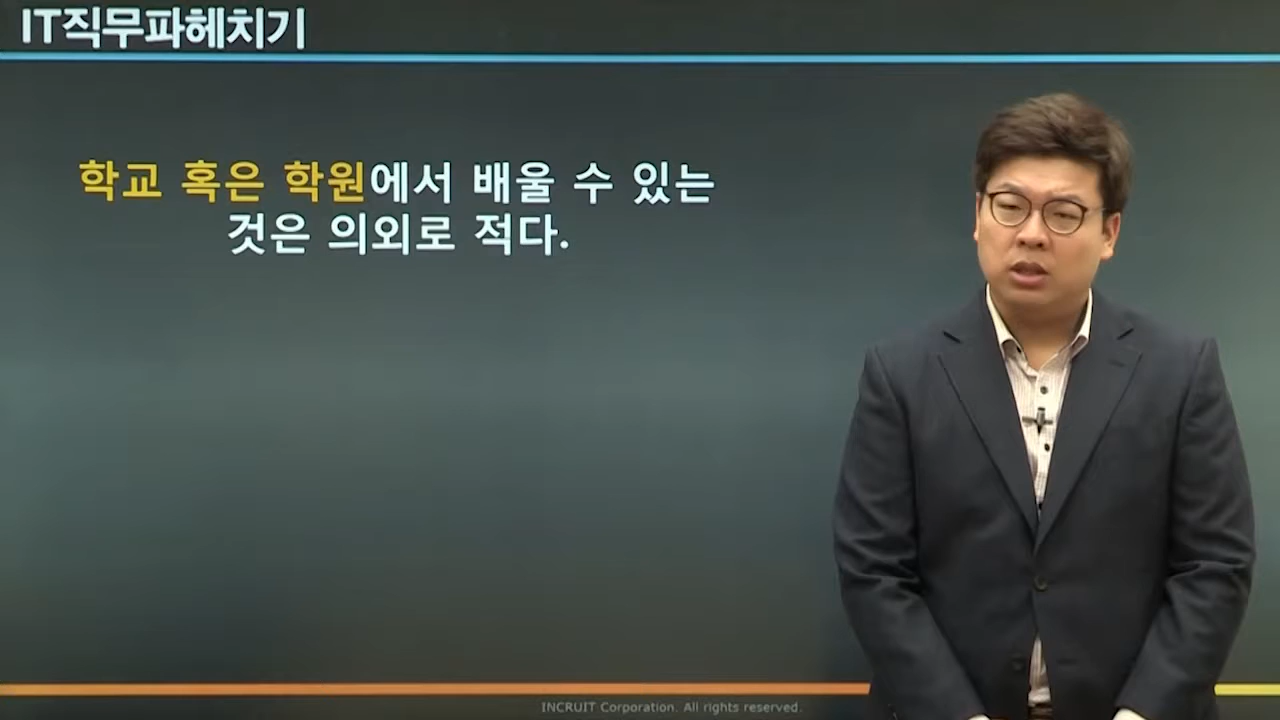 IT직무파헤치기
학교 혹은 학원에서 배울 수 있는
것은 의외로 적다.
INCRUIT Corporation. All rights reserved.